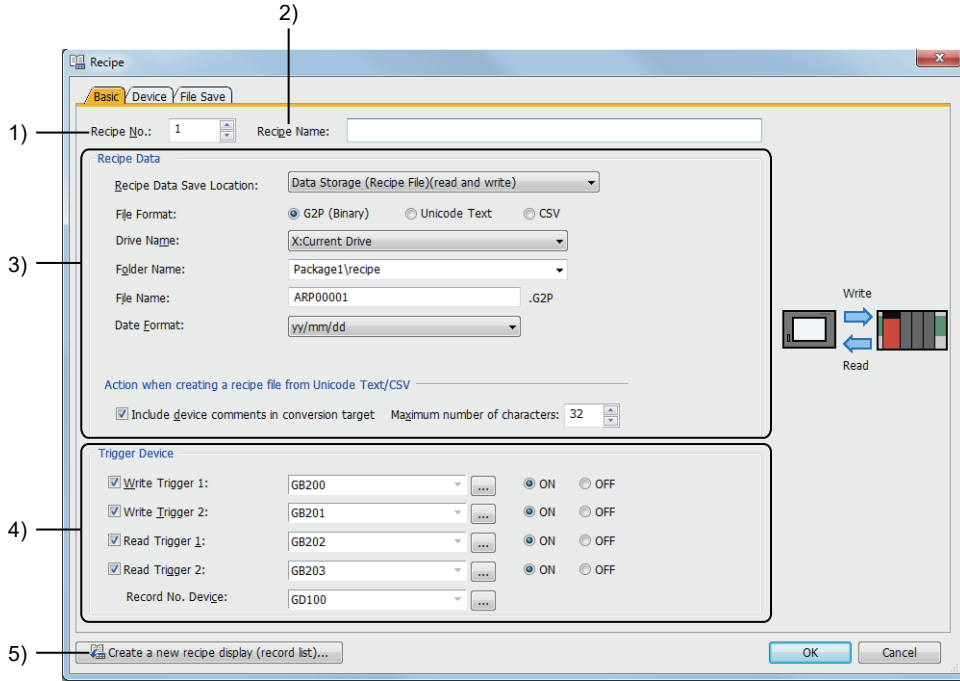 2)
Recipe
Basic Device File Save
1) Recipe No.: 1 Recipe Name:
Recipe Data
Recipe Data Save Location: Data Storage (Recipe File)(read and write)
File Format: G2P (Binary) Unicode Text CSV
Drive Name: X:Current Drive
3) Folder Name: Package1\recipe
File Name: ARP00001 .G2P
Write
Date Format: yy/mm/dd
Read
Action when creating a recipe file from Unicode Text/CSV
Include device comments in conversion target Maximum number of characters: 32
Trigger Device
Write Trigger 1: GB200 ... ON OFF
Write Trigger 2: GB201 ... ON OFF
4) Read Trigger 1: GB202 ... ON OFF
Read Trigger 2: GB203 ... ON OFF
Record No. Device: GD100 ...
5) Create a new recipe display (record list)... OK Cancel